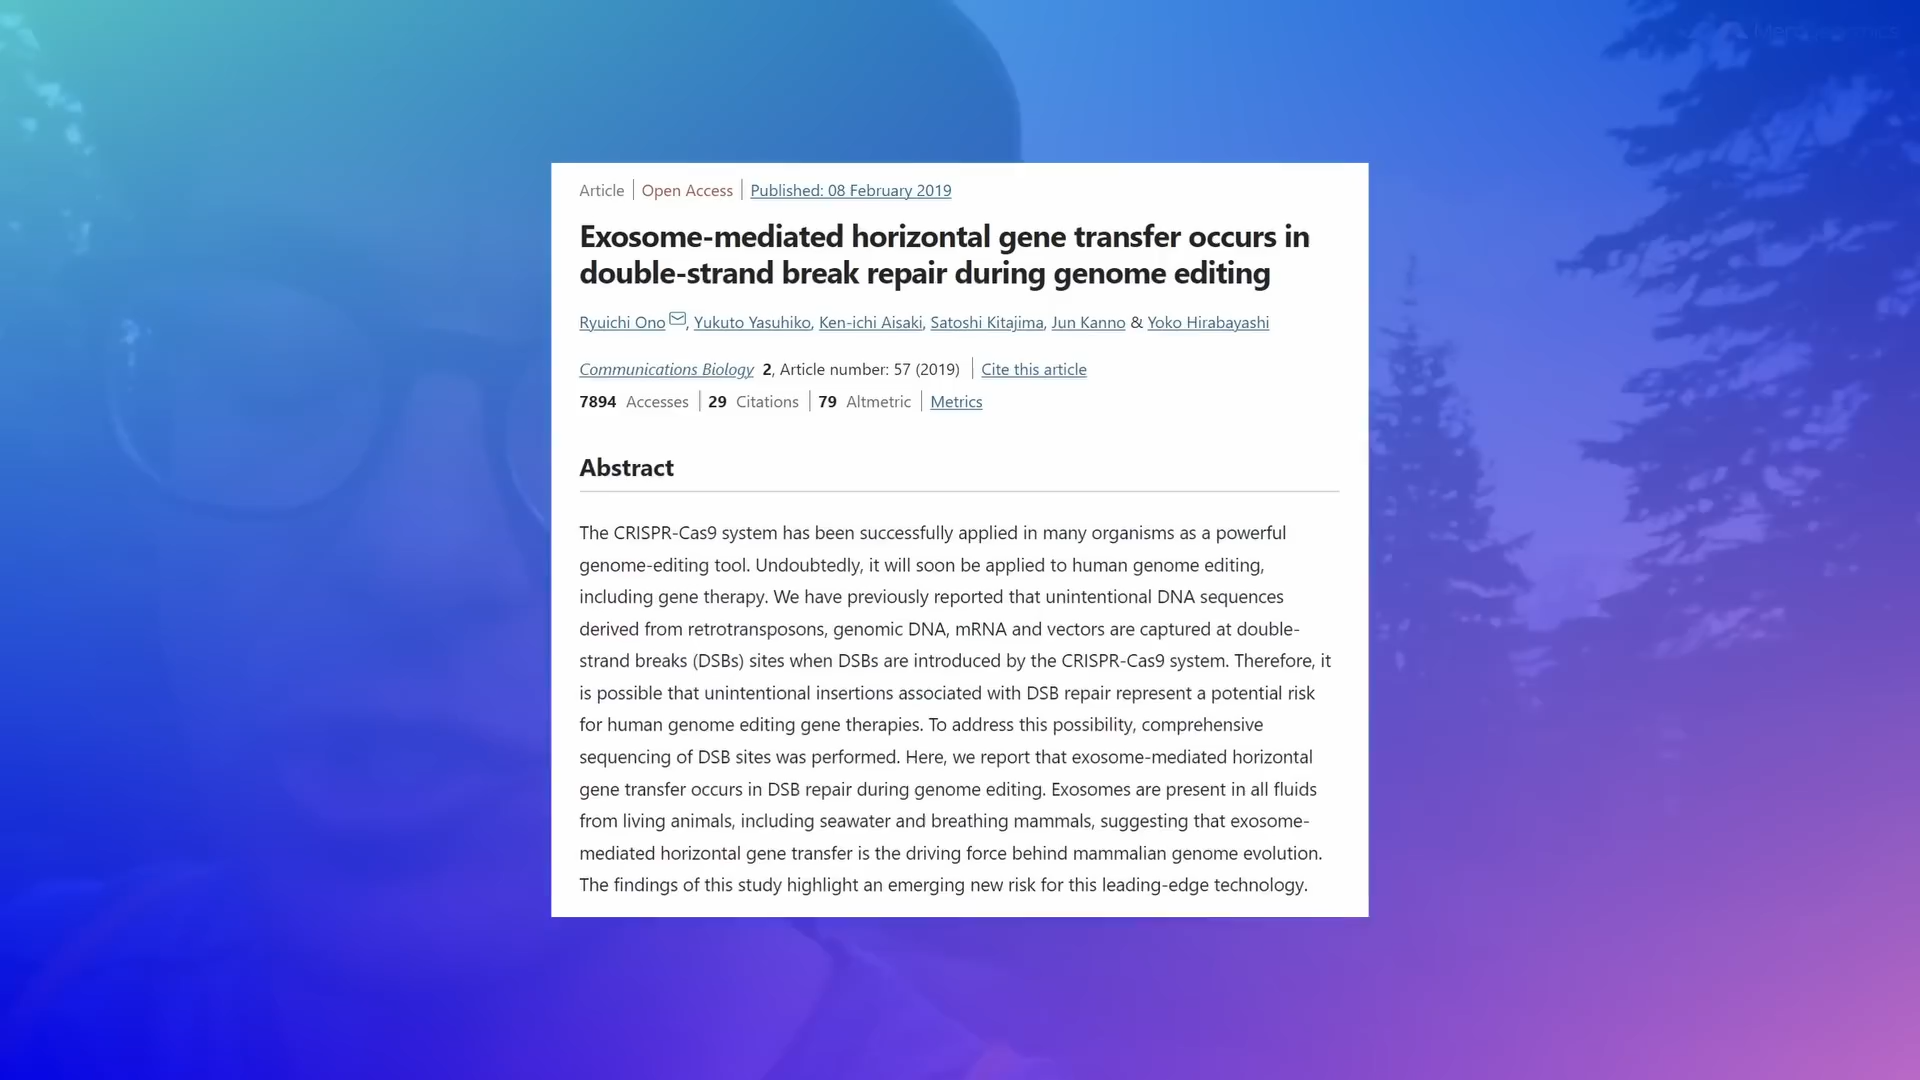 Article | Open Access | Published: 08 February 2019
Exosome-mediated horizontal gene transfer occurs in
double-strand break repair during genome editing
Ryuichi Ono, Yukuto Yasuhiko, Ken-ichi Aisaki, Satoshi Kitajima, Jun Kanno & Yoko Hirabayashi
Communications Biology 2, Article number: 57 (2019) | Cite this article
7894 Accesses | 29 Citations | 79 Altmetric | Metrics
Abstract
The CRISPR-Cas9 system has been successfully applied in many organisms as a powerful
genome-editing tool. Undoubtedly, it will soon be applied to human genome editing,
including gene therapy. We have previously reported that unintentional DNA sequences
derived from retrotransposons, genomic DNA, mRNA and vectors are captured at double-
strand breaks (DSBs) sites when DSBs are introduced by the CRISPR-Cas9 system. Therefore, it
is possible that unintentional insertions associated with DSB repair represent a potential risk
for human genome editing gene therapies. To address this possibility, comprehensive
sequencing of DSB sites was performed. Here, we report that exosome-mediated horizontal
gene transfer occurs in DSB repair during genome editing. Exosomes are present in all fluids
from living animals, including seawater and breathing mammals, suggesting that exosome-
mediated horizontal gene transfer is the driving force behind mammalian genome evolution.
The findings of this study highlight an emerging new risk for this leading-edge technology.